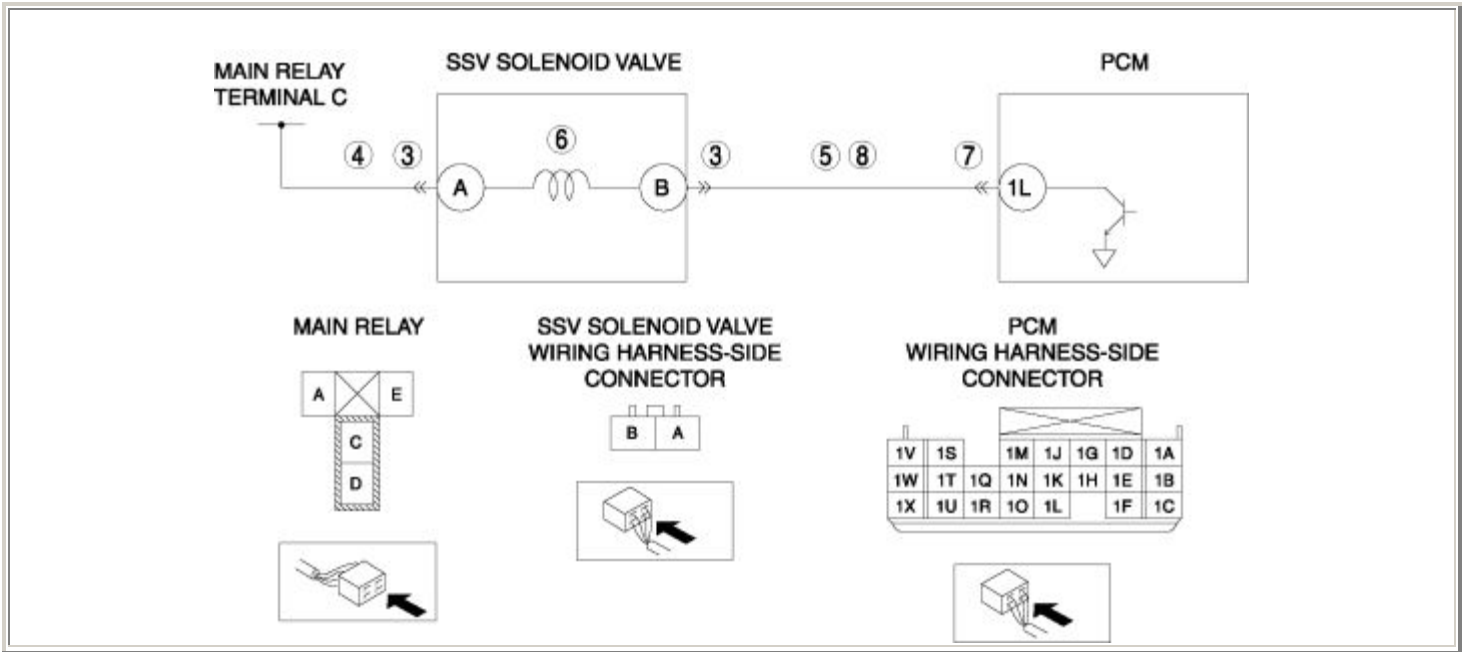 MAIN RELAY
TERMINAL C
SSV SOLENOID VALVE
PCM
4 3 6 3 5 8 7
A B 1L
MAIN RELAY
A E
C
D
SSV SOLENOID VALVE
WIRING HARNESS-SIDE
CONNECTOR
B A
PCM
WIRING HARNESS-SIDE
CONNECTOR
1V 1S 1M 1J 1G 1D 1A
1W 1T 1Q 1N 1K 1H 1E 1B
1X 1U 1R 1O 1L 1F 1C